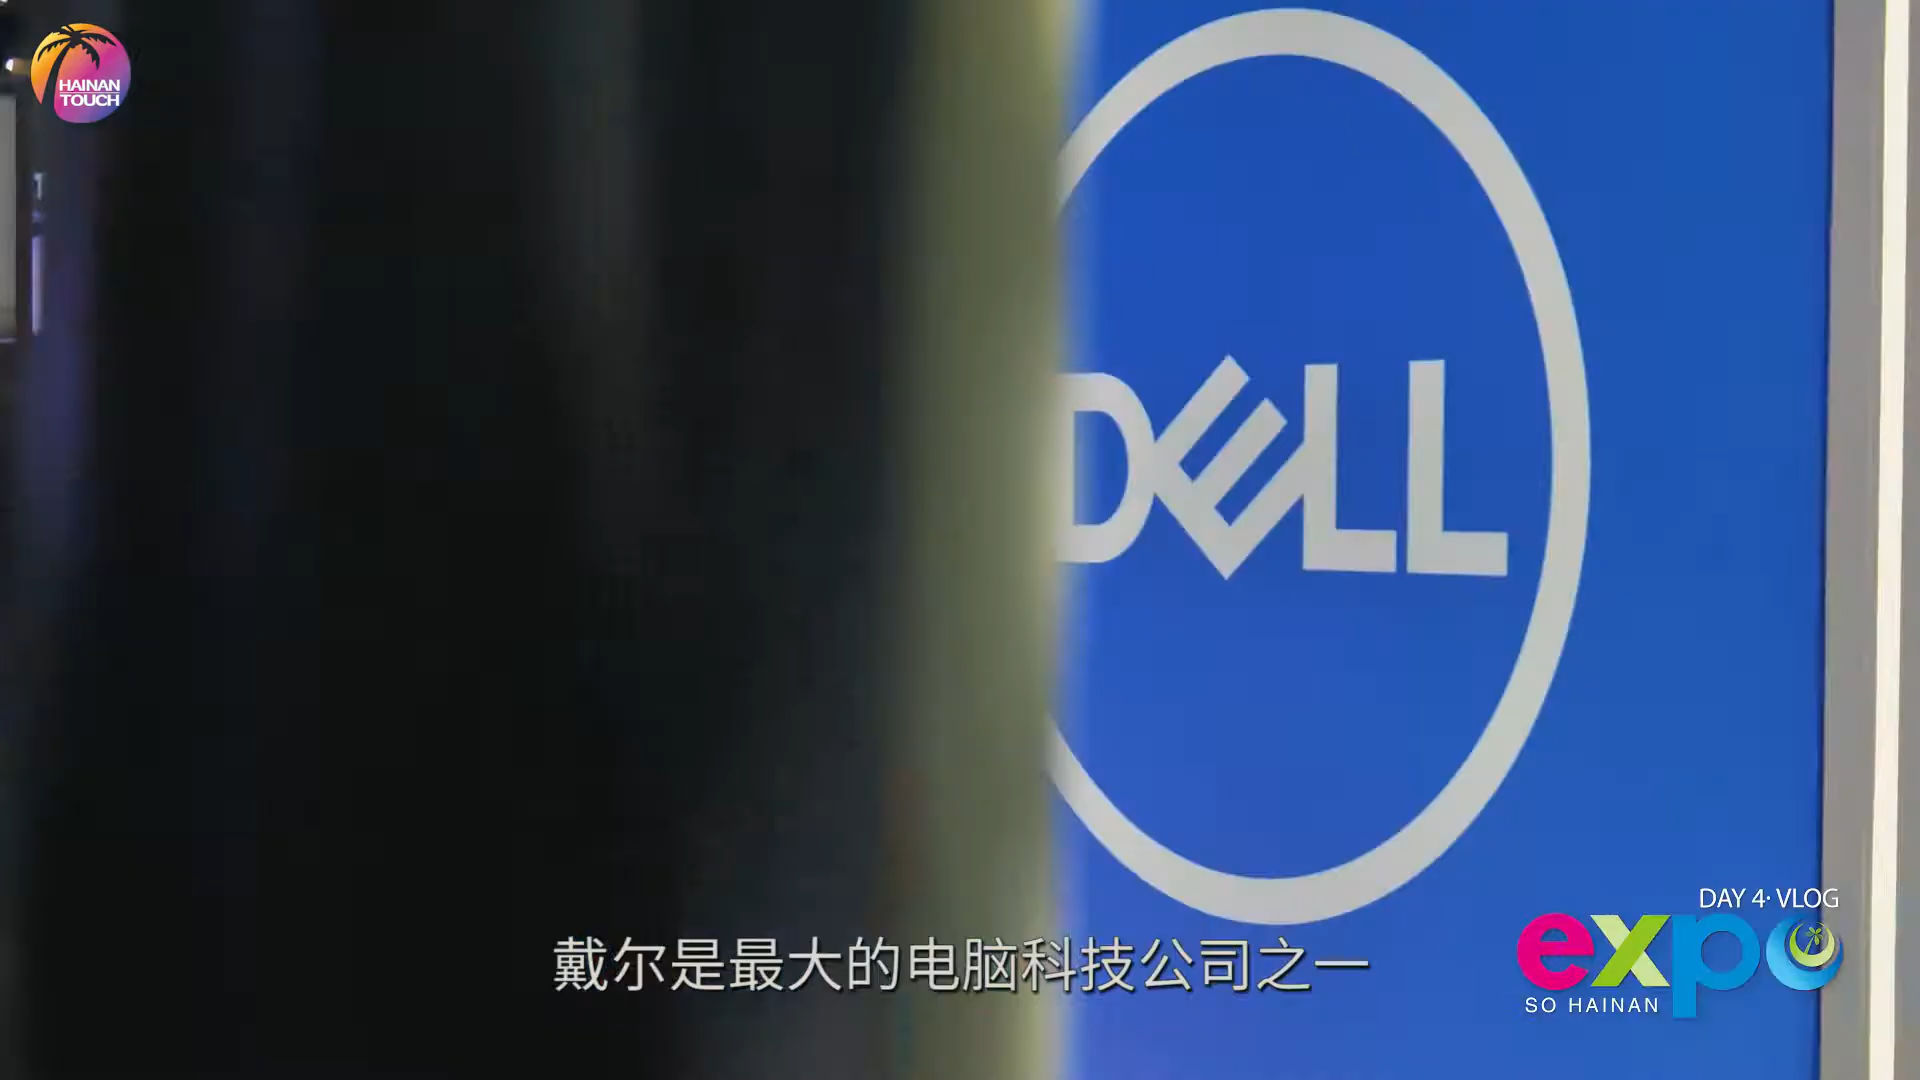 HAINAN
TOUCH
DELL
DAY 4· VLOG
expo
SO HAINAN
戴尔是最大的电脑科技公司之一